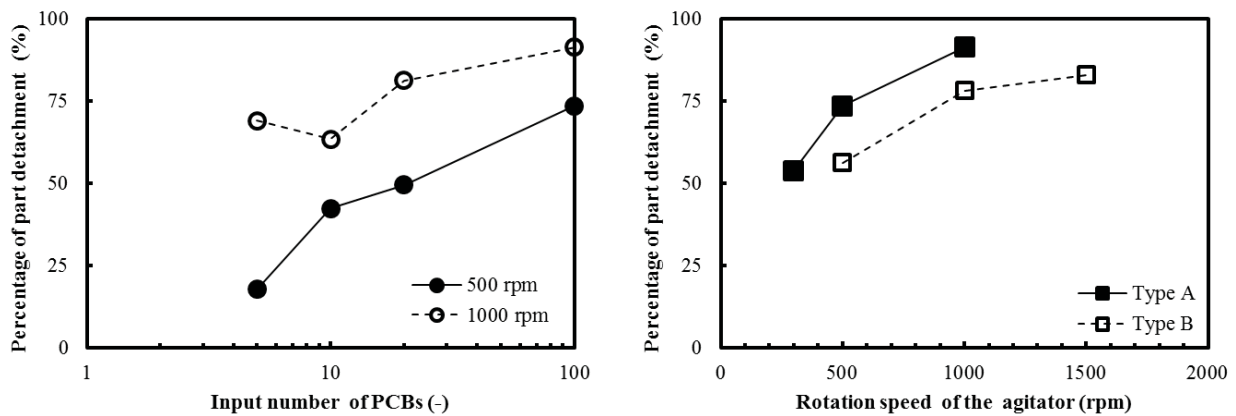 Percentage of part detachment (%)
100
75
50
25
0
500 rpm
1000 rpm
1
10
100
Input number of PCBs (-)
Percentage of part detachment (%)
100
75
50
25
0
Type A
Type B
0
500
1000
1500
2000
Rotation speed of the agitator (rpm)